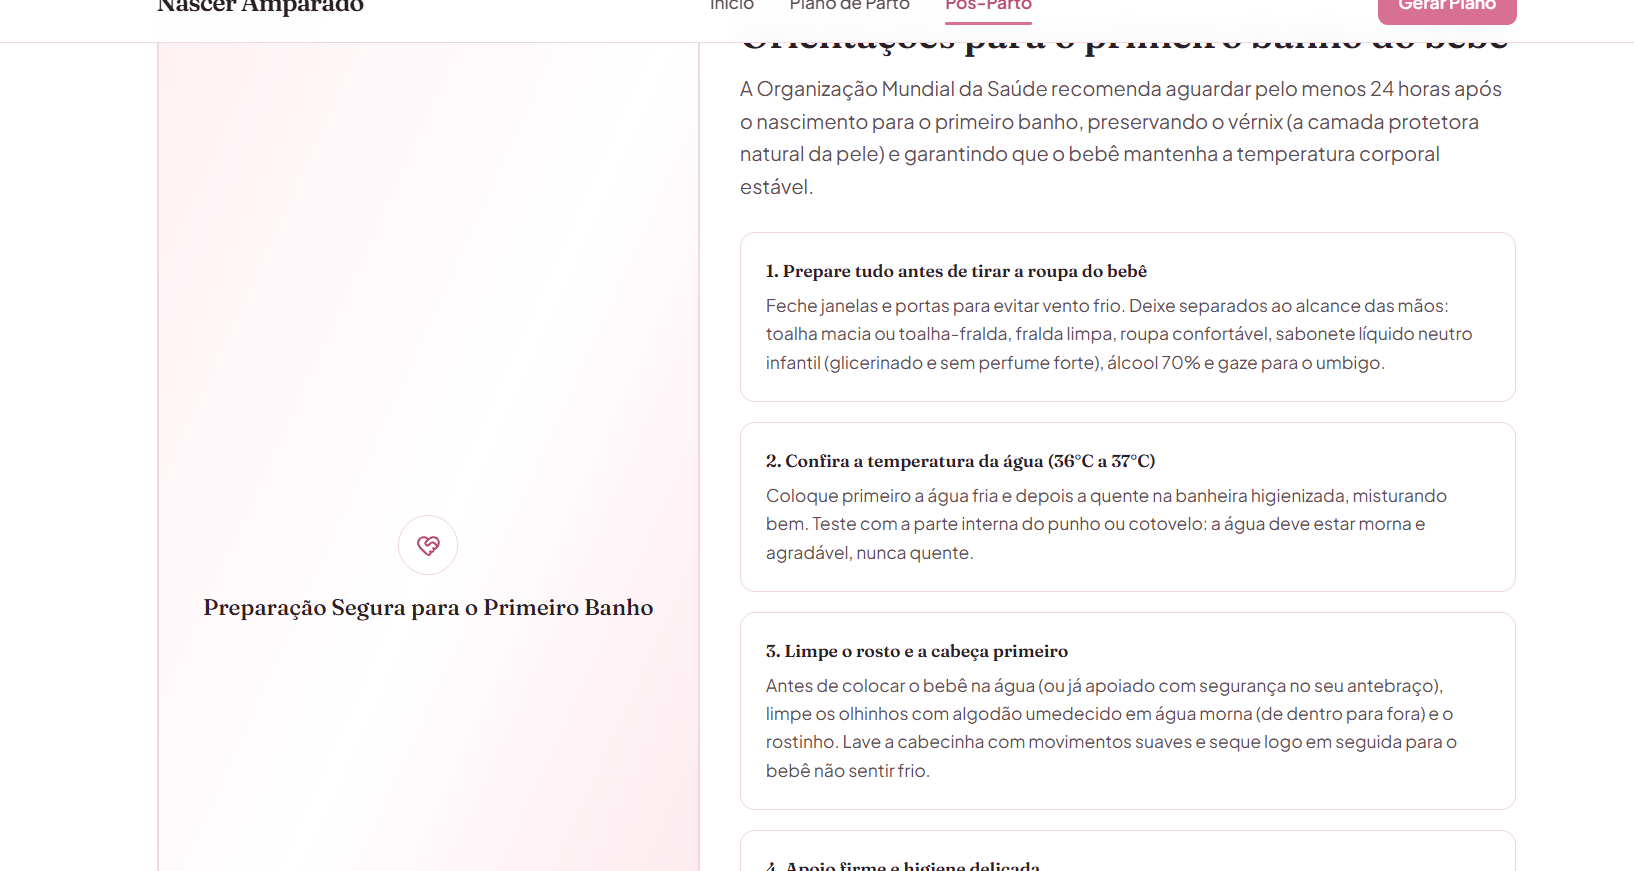 Nascer Amparado
Início
Plano de Parto
Pós-Parto
Gerar Plano
Orientações para o primeiro banho do bebê
A Organização Mundial da Saúde recomenda aguardar pelo menos 24 horas após
o nascimento para o primeiro banho, preservando o vérnix (a camada protetora
natural da pele) e garantindo que o bebê mantenha a temperatura corporal
estável.
Preparação Segura para o Primeiro Banho
1. Prepare tudo antes de tirar a roupa do bebê
Feche janelas e portas para evitar vento frio. Deixe separados ao alcance das mãos:
toalha macia ou toalha-fralda, fralda limpa, roupa confortável, sabonete líquido neutro
infantil (glicerinado e sem perfume forte), álcool 70% e gaze para o umbigo.
2. Confira a temperatura da água (36°C a 37°C)
Coloque primeiro a água fria e depois a quente na banheira higienizada, misturando
bem. Teste com a parte interna do punho ou cotovelo: a água deve estar morna e
agradável, nunca quente.
3. Limpe o rosto e a cabeça primeiro
Antes de colocar o bebê na água (ou já apoiado com segurança no seu antebraço),
limpe os olhinhos com algodão umedecido em água morna (de dentro para fora) e o
rostinho. Lave a cabecinha com movimentos suaves e seque logo em seguida para o
bebê não sentir frio.
4. Apoio firme e higiene delicada